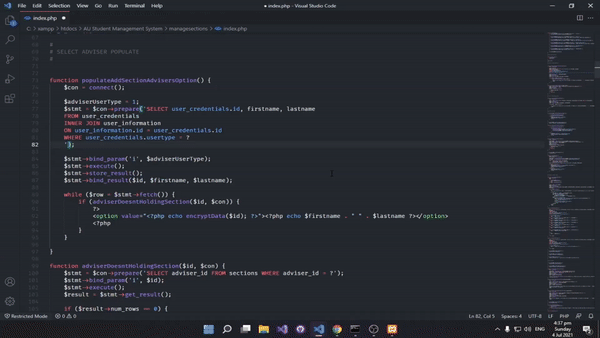 File Edit Selection View Go Run Terminal Help
index.php - Visual Studio Code
index.php
C: > xampp > htdocs > AU Student Management System > managesections > index.php
68 #
69 # SELECT ADVISER POPULATE
70 #
function populateAddSectionAdvisersOption() {
$con = connect();
$adviserUserType = 1;
$stmt = $con->prepare('SELECT user_credentials.id, firstname, lastname
FROM user_credentials
INNER JOIN user_information
ON user_information.id = user_credentials.id
WHERE user_credentials.usertype = ?
82 ');
$stmt->bind_param('i', $adviserUserType);
$stmt->execute();
$stmt->store_result();
$stmt->bind_result($id, $firstname, $lastname);
while ($row = $stmt->fetch()) {
if (adviserDoesntHoldingSection($id, $con)) {
?>
<option value="<?php echo encryptData($id); ?>"><?php echo $firstname . " " . $lastname ?></option>
<?php
}
}
}
function adviserDoesntHoldingSection($id, $con) {
$stmt = $con->prepare('SELECT adviser_id FROM sections WHERE adviser_id = ?');
$stmt->bind_param('i', $id);
$stmt->execute();
$result = $stmt->get_result();
if ($result->num_rows == 0) {
Restricted Mode 0 0
Ln 82, Col 5 Spaces: 4 UTF-8 LF PHP
ENG
4:37 pm
Sunday
4 Jul 2021